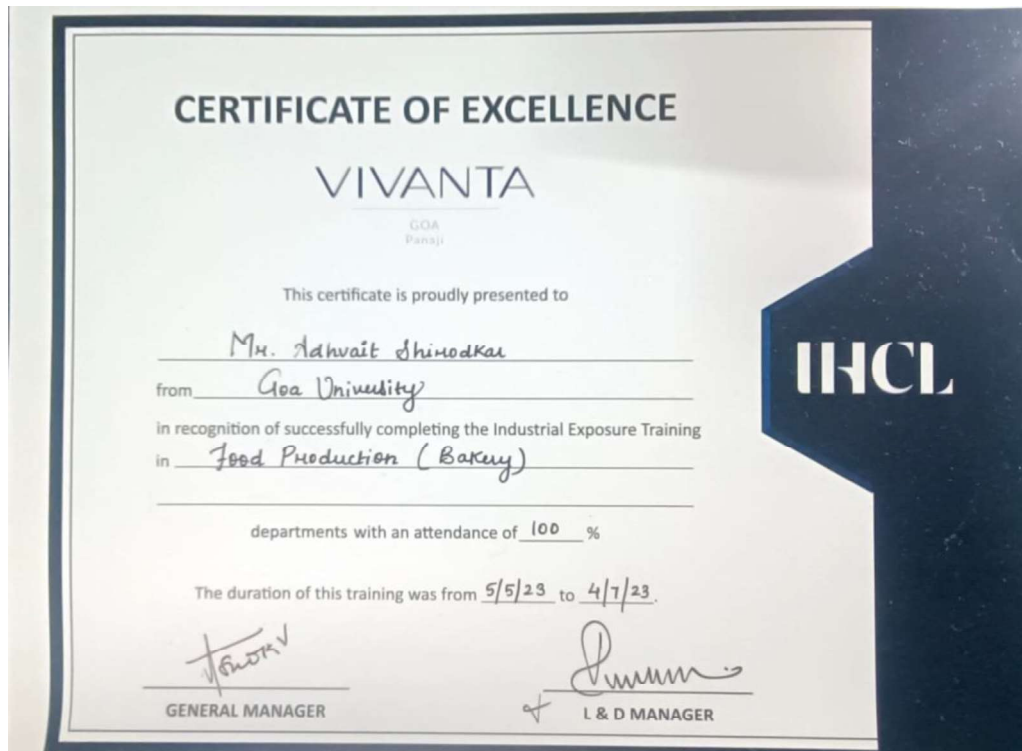 CERTIFICATE OF EXCELLENCE
VIVANTA
GOA
Panaji
This certificate is proudly presented to
Mr. Adhvait Shirodkar
from Goa University
in recognition of successfully completing the Industrial Exposure Training
in Food Production (Bakery)
departments with an attendance of 100 %
The duration of this training was from 5/5/23 to 4/7/23.
GENERAL MANAGER
L & D MANAGER
IHCL